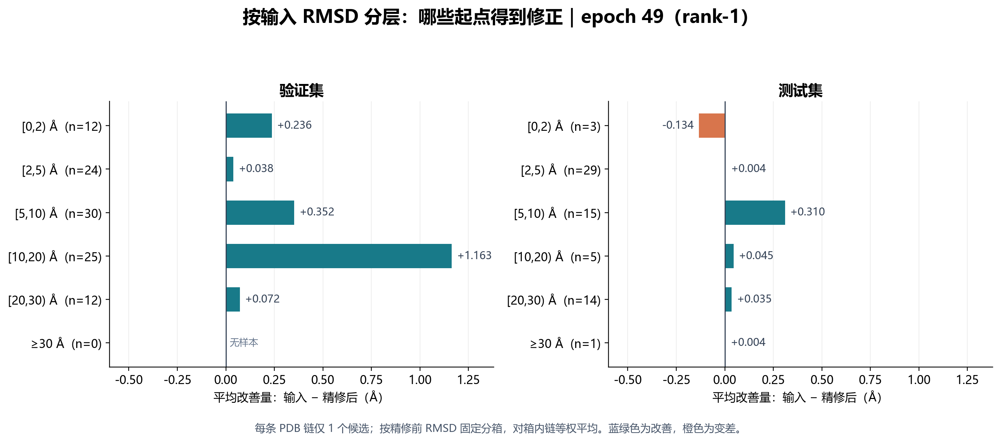 按输入 RMSD 分层：哪些起点得到修正｜epoch 49（rank-1）
验证集
[0,2) Å (n=12)
+0.236
[2,5) Å (n=24)
+0.038
[5,10) Å (n=30)
+0.352
[10,20) Å (n=25)
+1.163
[20,30) Å (n=12)
+0.072
≥30 Å (n=0)
无样本
-0.50 -0.25 0.00 0.25 0.50 0.75 1.00 1.25
平均改善量：输入 − 精修后（Å）
测试集
[0,2) Å (n=3)
-0.134
[2,5) Å (n=29)
+0.004
[5,10) Å (n=15)
+0.310
[10,20) Å (n=5)
+0.045
[20,30) Å (n=14)
+0.035
≥30 Å (n=1)
+0.004
-0.50 -0.25 0.00 0.25 0.50 0.75 1.00 1.25
平均改善量：输入 − 精修后（Å）
每条 PDB 链仅 1 个候选；按精修前 RMSD 固定分箱，对箱内链等权平均。蓝绿色为改善，橙色为变差。